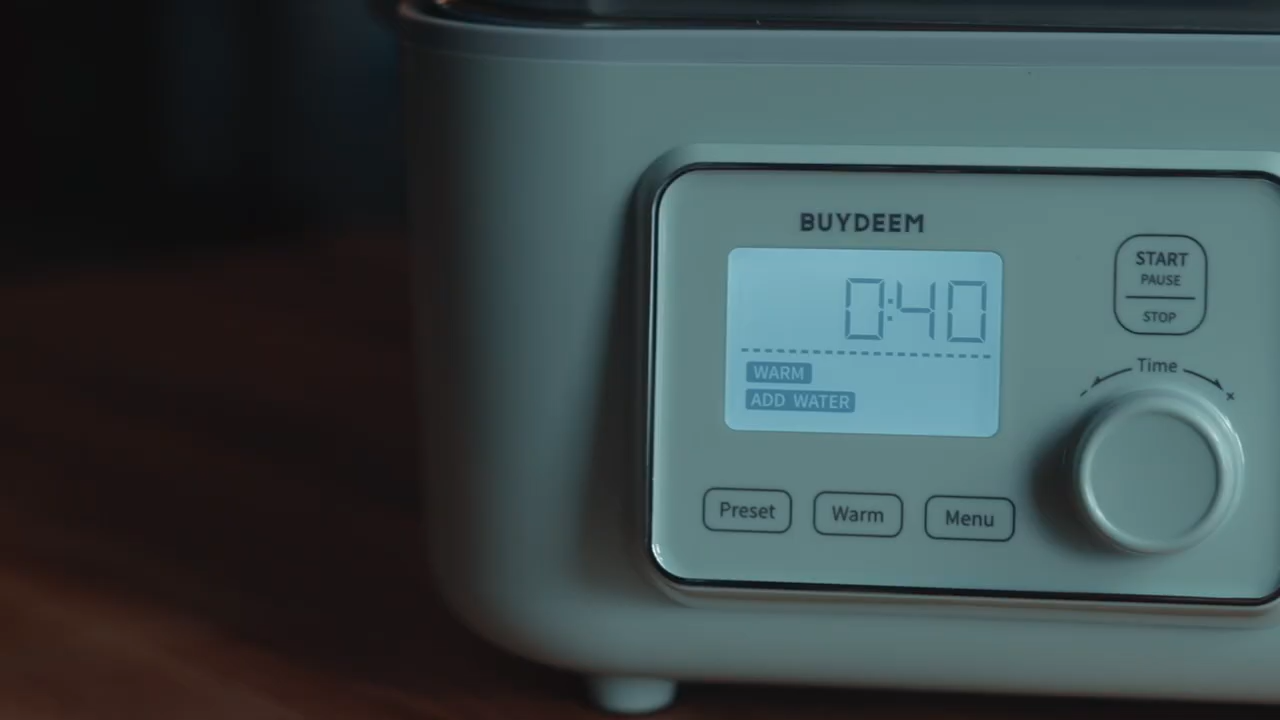 BUYDEEM
0:40
WARM
ADD WATER
START
PAUSE
STOP
Time
Preset
Warm
Menu